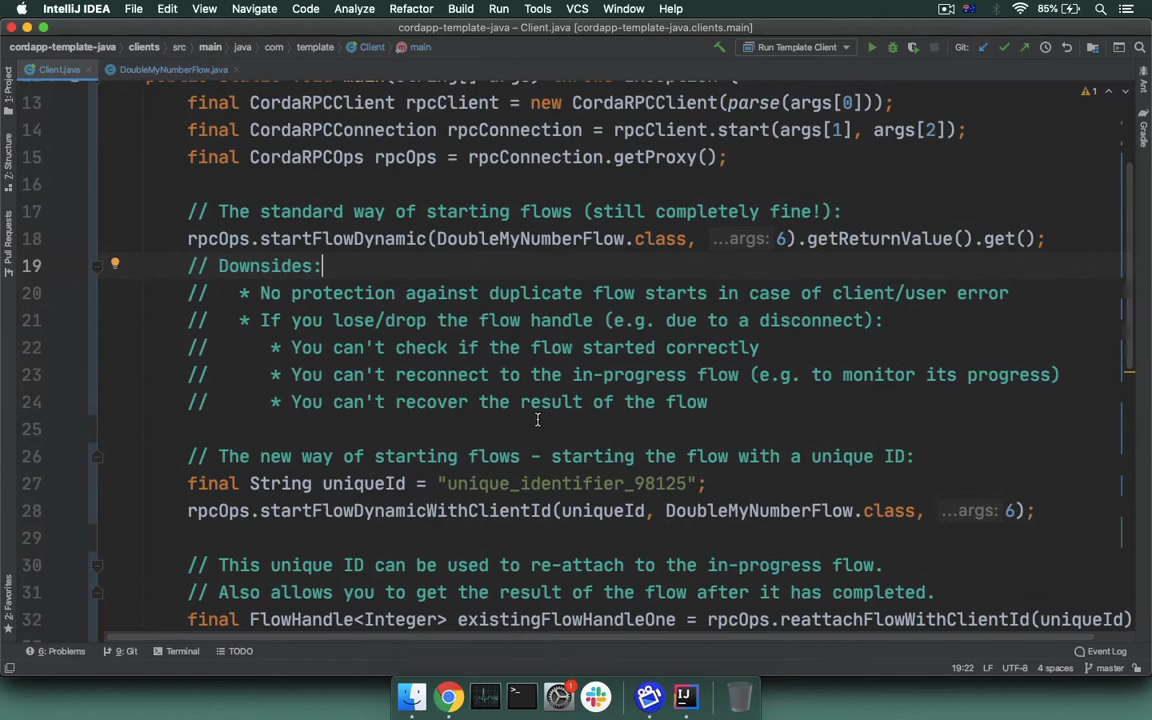 IntelliJ IDEA File Edit View Navigate Code Analyze Refactor Build Run Tools VCS Window Help 85%
cordapp-template-java – Client.java [cordapp-template-java.clients.main]
cordapp-template-java clients src main java com template Client main Run Template Client Git:
Client.java DoubleMyNumberFlow.java
1: Project
7: Structure
Pull Requests
2: Favorites
Ant
Gradle
1
13 final CordaRPCClient rpcClient = new CordaRPCClient(parse(args[0]));
14 final CordaRPCConnection rpcConnection = rpcClient.start(args[1], args[2]);
15 final CordaRPCOps rpcOps = rpcConnection.getProxy();
16
17 // The standard way of starting flows (still completely fine!):
18 rpcOps.startFlowDynamic(DoubleMyNumberFlow.class, ...args: 6).getReturnValue().get();
19 // Downsides:
20 // * No protection against duplicate flow starts in case of client/user error
21 // * If you lose/drop the flow handle (e.g. due to a disconnect):
22 // * You can't check if the flow started correctly
23 // * You can't reconnect to the in-progress flow (e.g. to monitor its progress)
24 // * You can't recover the result of the flow
25
26 // The new way of starting flows - starting the flow with a unique ID:
27 final String uniqueId = "unique_identifier_98125";
28 rpcOps.startFlowDynamicWithClientId(uniqueId, DoubleMyNumberFlow.class, ...args: 6);
29
30 // This unique ID can be used to re-attach to the in-progress flow.
31 // Also allows you to get the result of the flow after it has completed.
32 final FlowHandle<Integer> existingFlowHandleOne = rpcOps.reattachFlowWithClientId(uniqueId)
6: Problems 9: Git Terminal TODO Event Log
19:22 LF UTF-8 4 spaces master
1